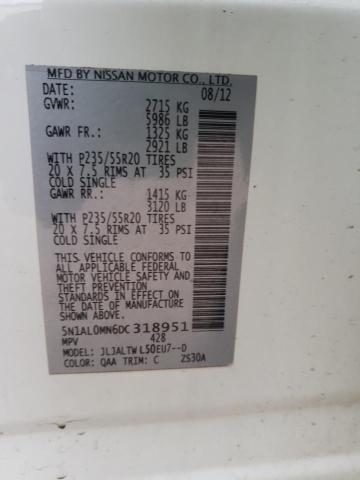 MFD BY NISSAN MOTOR CO., LTD.
DATE: 08/12
GVWR: 2715 KG
5986 LB
GAWR FR.: 1325 KG
2921 LB
WITH P235/55R20 TIRES
20 X 7.5 RIMS AT 35 PSI
COLD SINGLE
GAWR RR.: 1415 KG
3120 LB
WITH P235/55R20 TIRES
20 X 7.5 RIMS AT 35 PSI
COLD SINGLE
THIS VEHICLE CONFORMS TO
ALL APPLICABLE FEDERAL
MOTOR VEHICLE SAFETY AND
THEFT PREVENTION
STANDARDS IN EFFECT ON
THE DATE OF MANUFACTURE
SHOWN ABOVE.
5N1AL0MN6DC318951
MPV 428
MODEL: JLJALTWL50EU7--D
COLOR: QAA TRIM: C ZS30A